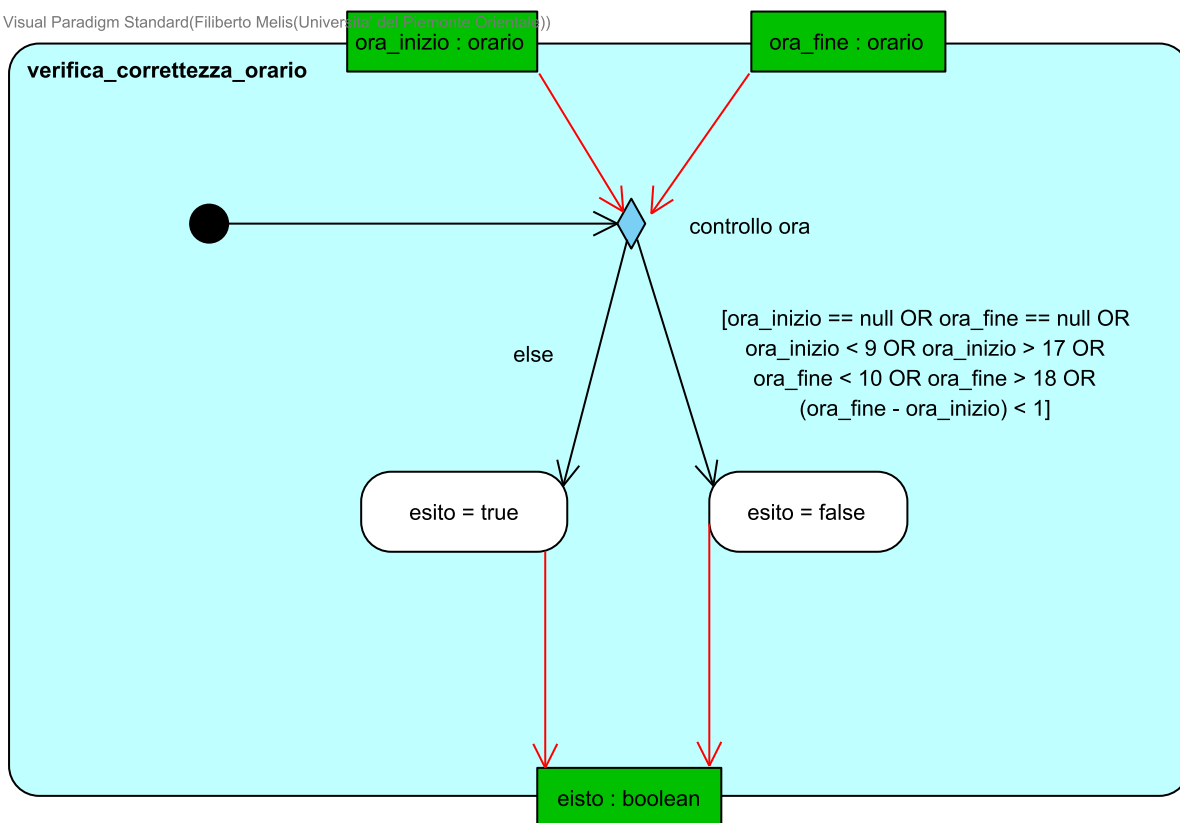 Visual Paradigm Standard(Filiberto Melis(Universita' del Piemonte Orientale))
ora_inizio : orario
ora_fine : orario
verifica_correttezza_orario
controllo ora
[ora_inizio == null OR ora_fine == null OR
ora_inizio < 9 OR ora_inizio > 17 OR
ora_fine < 10 OR ora_fine > 18 OR
(ora_fine - ora_inizio) < 1]
else
esito = true
esito = false
eisto : boolean